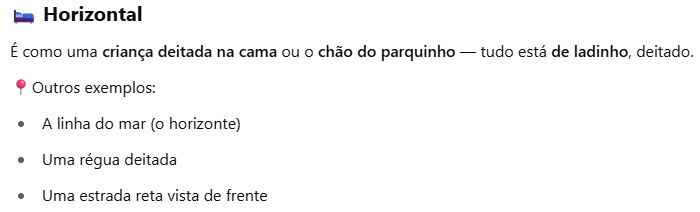 🛏️ Horizontal
É como uma criança deitada na cama ou o chão do parquinho — tudo está de ladinho, deitado.
📍 Outros exemplos:
• A linha do mar (o horizonte)
• Uma régua deitada
• Uma estrada reta vista de frente